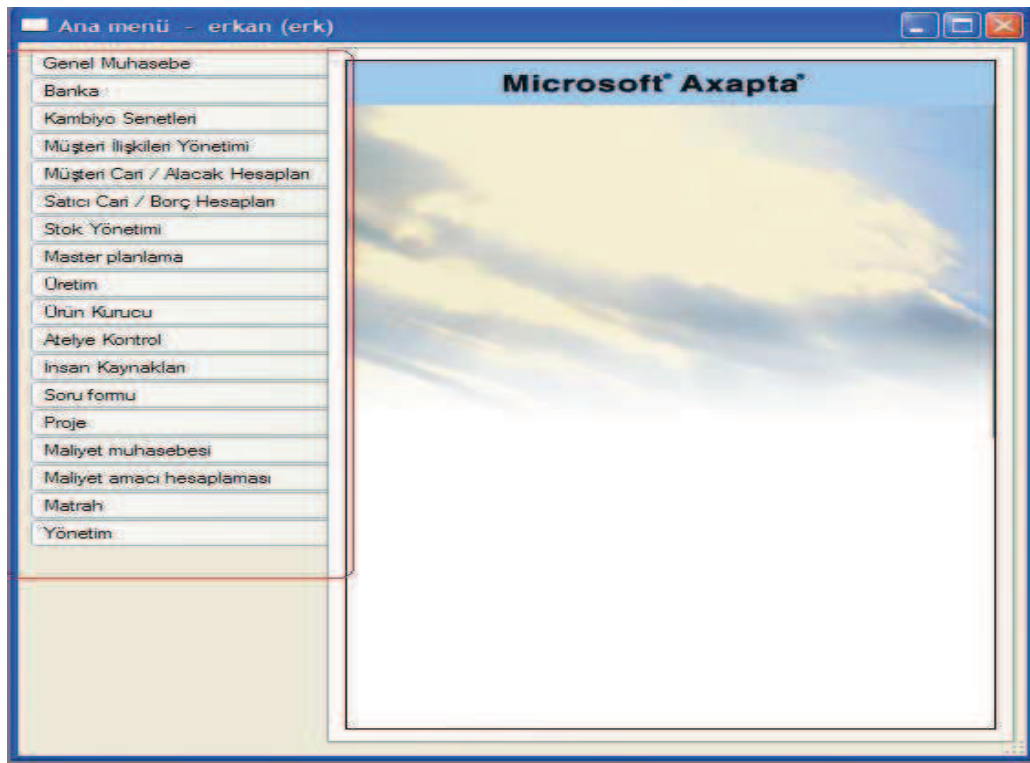 Ana menü - erkan (erk)
Genel Muhasebe
Banka
Kambiyo Senetleri
Müşteri İlişkileri Yönetimi
Müşteri Cari / Alacak Hesapları
Satıcı Cari / Borç Hesapları
Stok Yönetimi
Master planlama
Üretim
Ürün Kurucu
Atelye Kontrol
İnsan Kaynakları
Soru formu
Proje
Maliyet muhasebesi
Maliyet amacı hesaplaması
Matrah
Yönetim
Microsoft® Axapta®